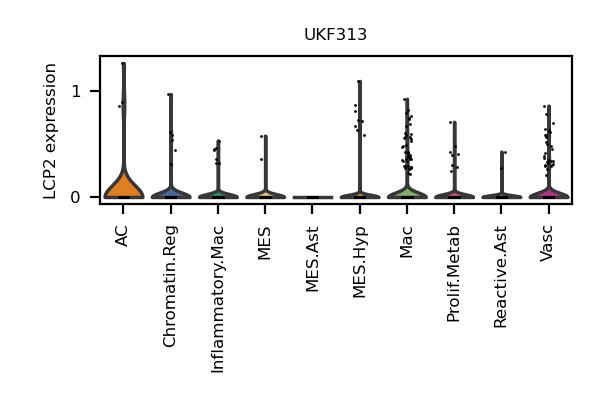 UKF313
LCP2 expression
1
0
AC
Chromatin.Reg
Inflammatory.Mac
MES
MES.Ast
MES.Hyp
Mac
Prolif.Metab
Reactive.Ast
Vasc